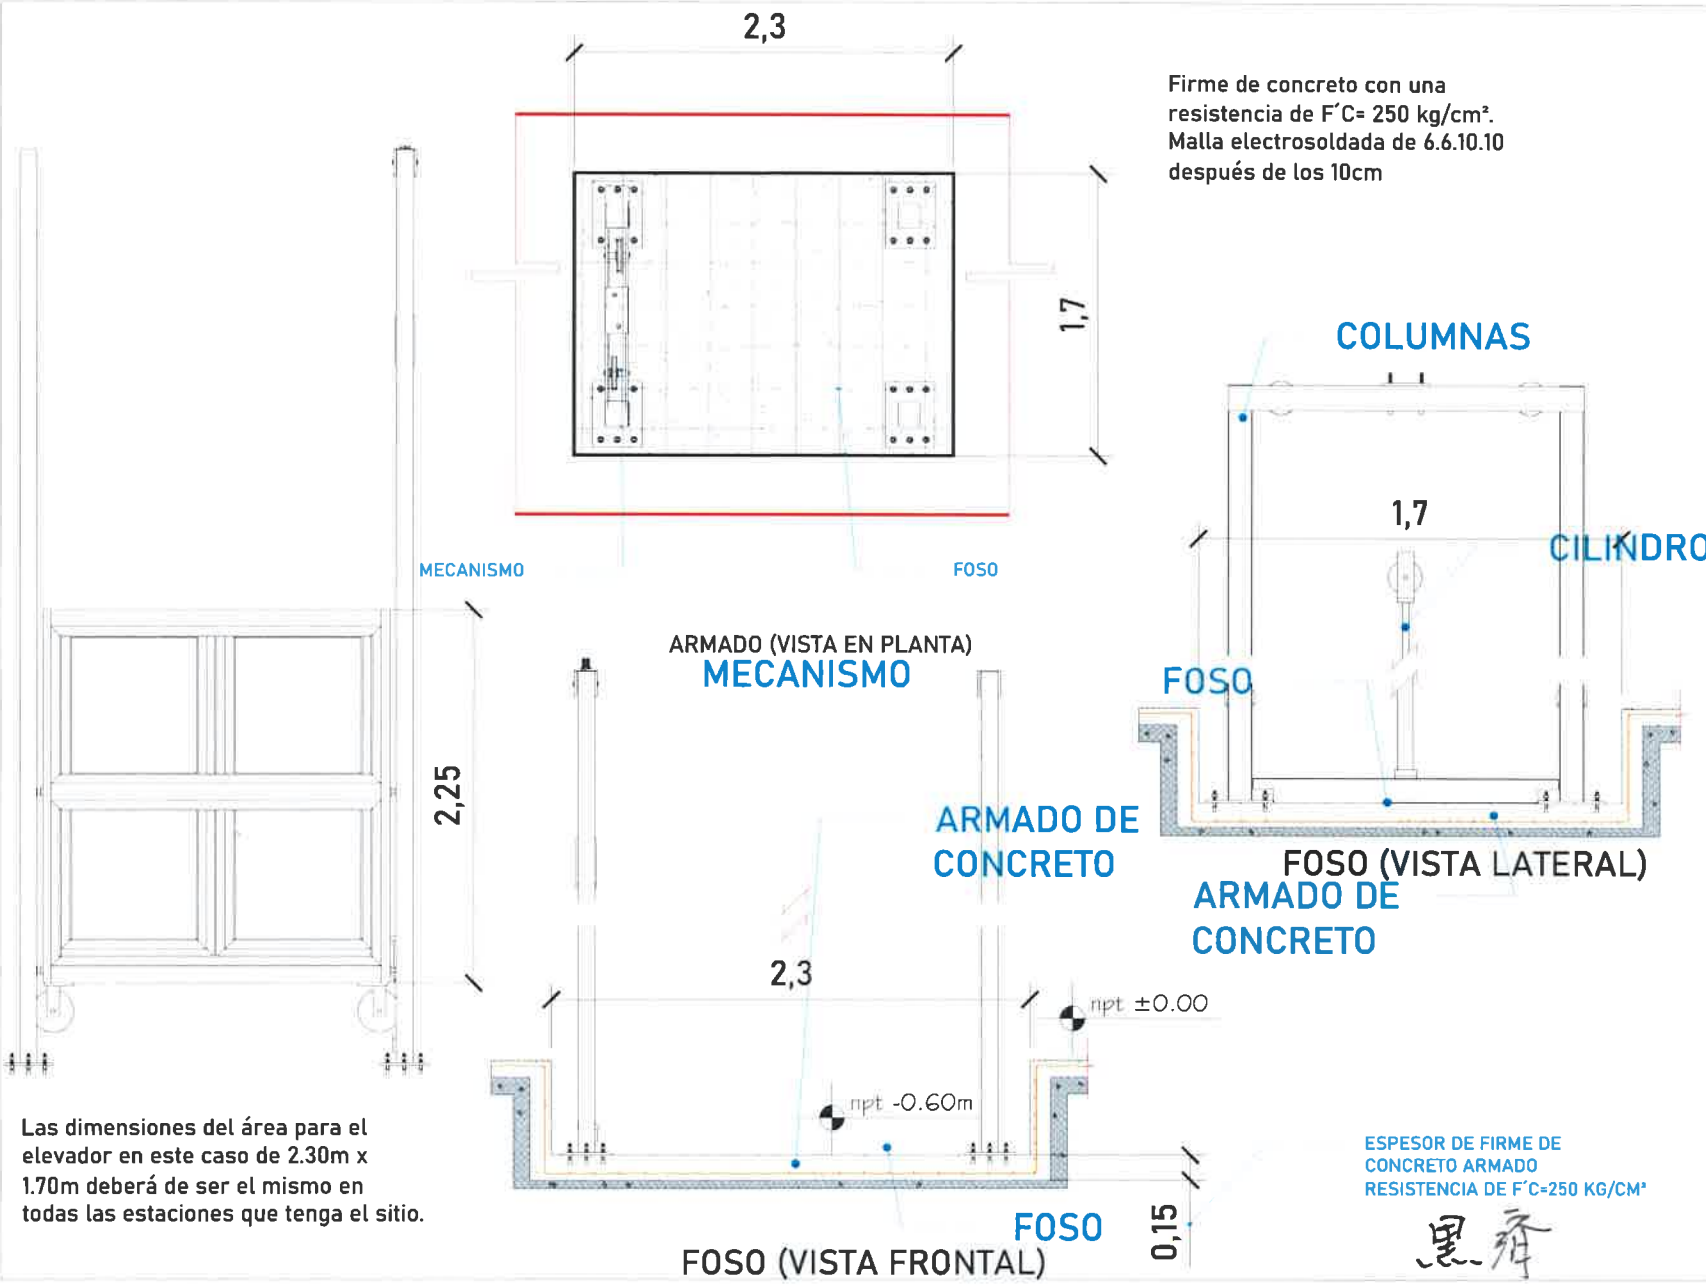 2,3
Firme de concreto con una
resistencia de F´C= 250 kg/cm².
Malla electrosoldada de 6.6.10.10
después de los 10cm
1,7
COLUMNAS
1,7
CILINDRO
MECANISMO
FOSO
ARMADO (VISTA EN PLANTA)
MECANISMO
FOSO
2,25
ARMADO DE
CONCRETO
FOSO (VISTA LATERAL)
ARMADO DE
CONCRETO
2,3
npt ±0.00
npt -0.60m
Las dimensiones del área para el
elevador en este caso de 2.30m x
1.70m deberá de ser el mismo en
todas las estaciones que tenga el sitio.
ESPESOR DE FIRME DE
CONCRETO ARMADO
RESISTENCIA DE F´C=250 KG/CM²
0,15
FOSO
FOSO (VISTA FRONTAL)
黒齊